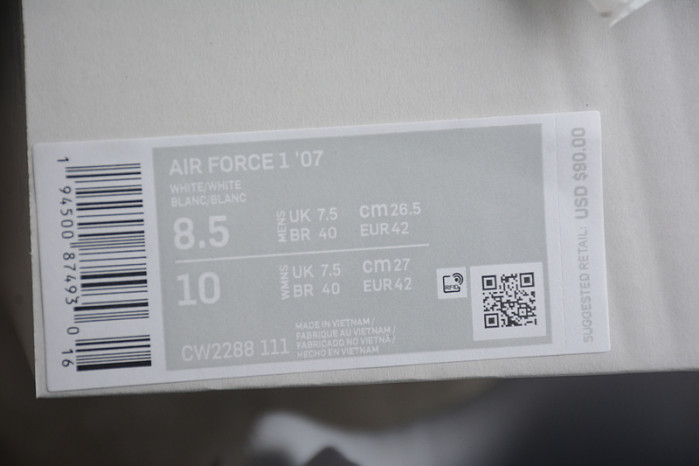 AIR FORCE 1 '07
WHITE/WHITE
BLANC/BLANC
8.5 MENS UK 7.5 cm 26.5
BR 40 EUR 42
10 WMNS UK 7.5 cm 27
BR 40 EUR 42
CW2288 111
MADE IN VIETNAM /
FABRIQUE AU VIETNAM /
FABRICADO NO VIETNÃ /
HECHO EN VIETNAM
RFID
1 94500 87493 0 16
SUGGESTED RETAIL: USD $90.00